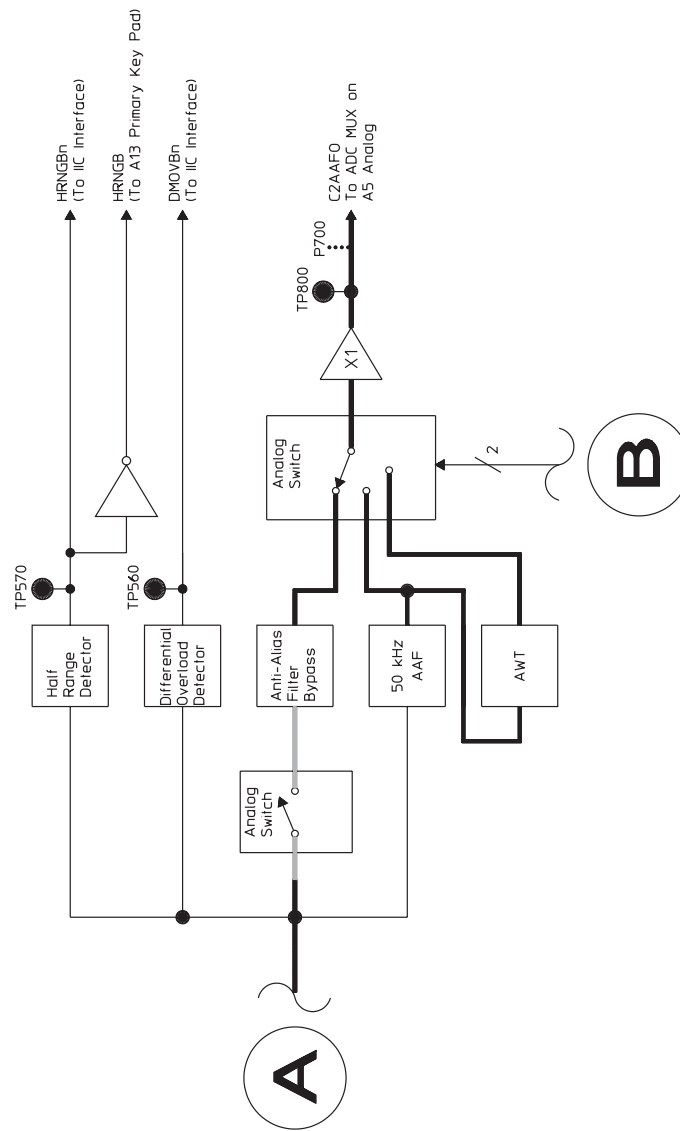 HRNGBn
(To IIC Interface)
HRNGB
(To A13 Primary Key Pad)
DMOVBn
(To IIC Interface)
C2AAFO
To ADC MUX on
A5 Analog
P700
TP800
X1
Analog
Switch
2
B
TP570
TP560
Half
Range
Detector
Differential
Overload
Detector
Anti-Alias
Filter
Bypass
50 kHz
AAF
AWT
Analog
Switch
A